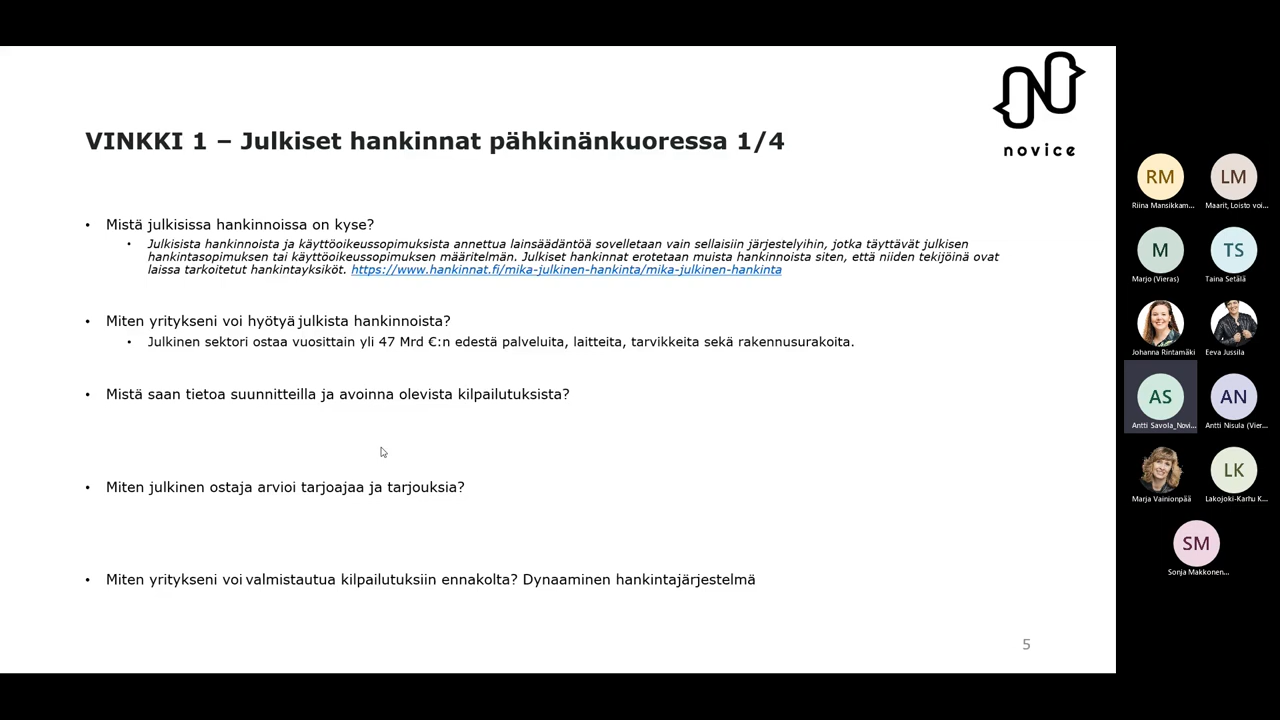 VINKKI 1 – Julkiset hankinnat pähkinänkuoressa 1/4
novice
• Mistä julkisissa hankinnoissa on kyse?
• Julkisista hankinnoista ja käyttöoikeussopimuksista annettua lainsäädäntöä sovelletaan vain sellaisiin järjestelyihin, jotka täyttävät julkisen
hankintasopimuksen tai käyttöoikeussopimuksen määritelmän. Julkiset hankinnat erotetaan muista hankinnoista siten, että niiden tekijöinä ovat
laissa tarkoitetut hankintayksiköt. https://www.hankinnat.fi/mika-julkinen-hankinta/mika-julkinen-hankinta
• Miten yritykseni voi hyötyä julkista hankinnoista?
• Julkinen sektori ostaa vuosittain yli 47 Mrd €:n edestä palveluita, laitteita, tarvikkeita sekä rakennusurakoita.
• Mistä saan tietoa suunnitteilla ja avoinna olevista kilpailutuksista?
• Miten julkinen ostaja arvioi tarjoajaa ja tarjouksia?
• Miten yritykseni voi valmistautua kilpailutuksiin ennakolta? Dynaaminen hankintajärjestelmä
5
RM
Riina Mansikkam...
LM
Maarit, Loisto voi...
M
Marjo (Vieras)
TS
Taina Setälä
Johanna Rintamäki
Eeva Jussila
AS
Antti Savola_Novi...
AN
Antti Nisula (Vier...
Marja Vainionpää
LK
Lakojoki-Karhu K...
SM
Sonja Makkonen...